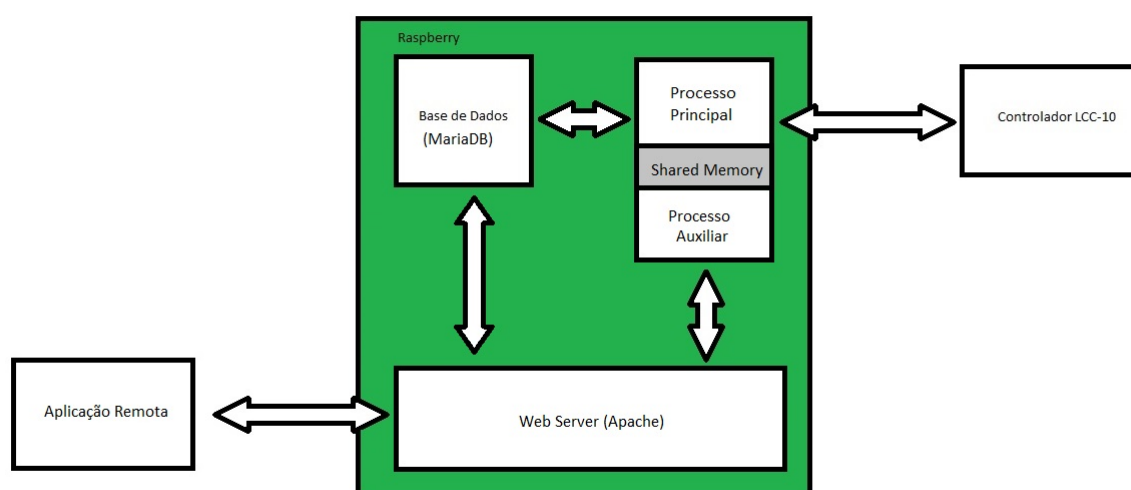 Raspberry
Base de Dados
(MariaDB)
Processo
Principal
Shared Memory
Processo
Auxiliar
Controlador LCC-10
Aplicação Remota
Web Server (Apache)